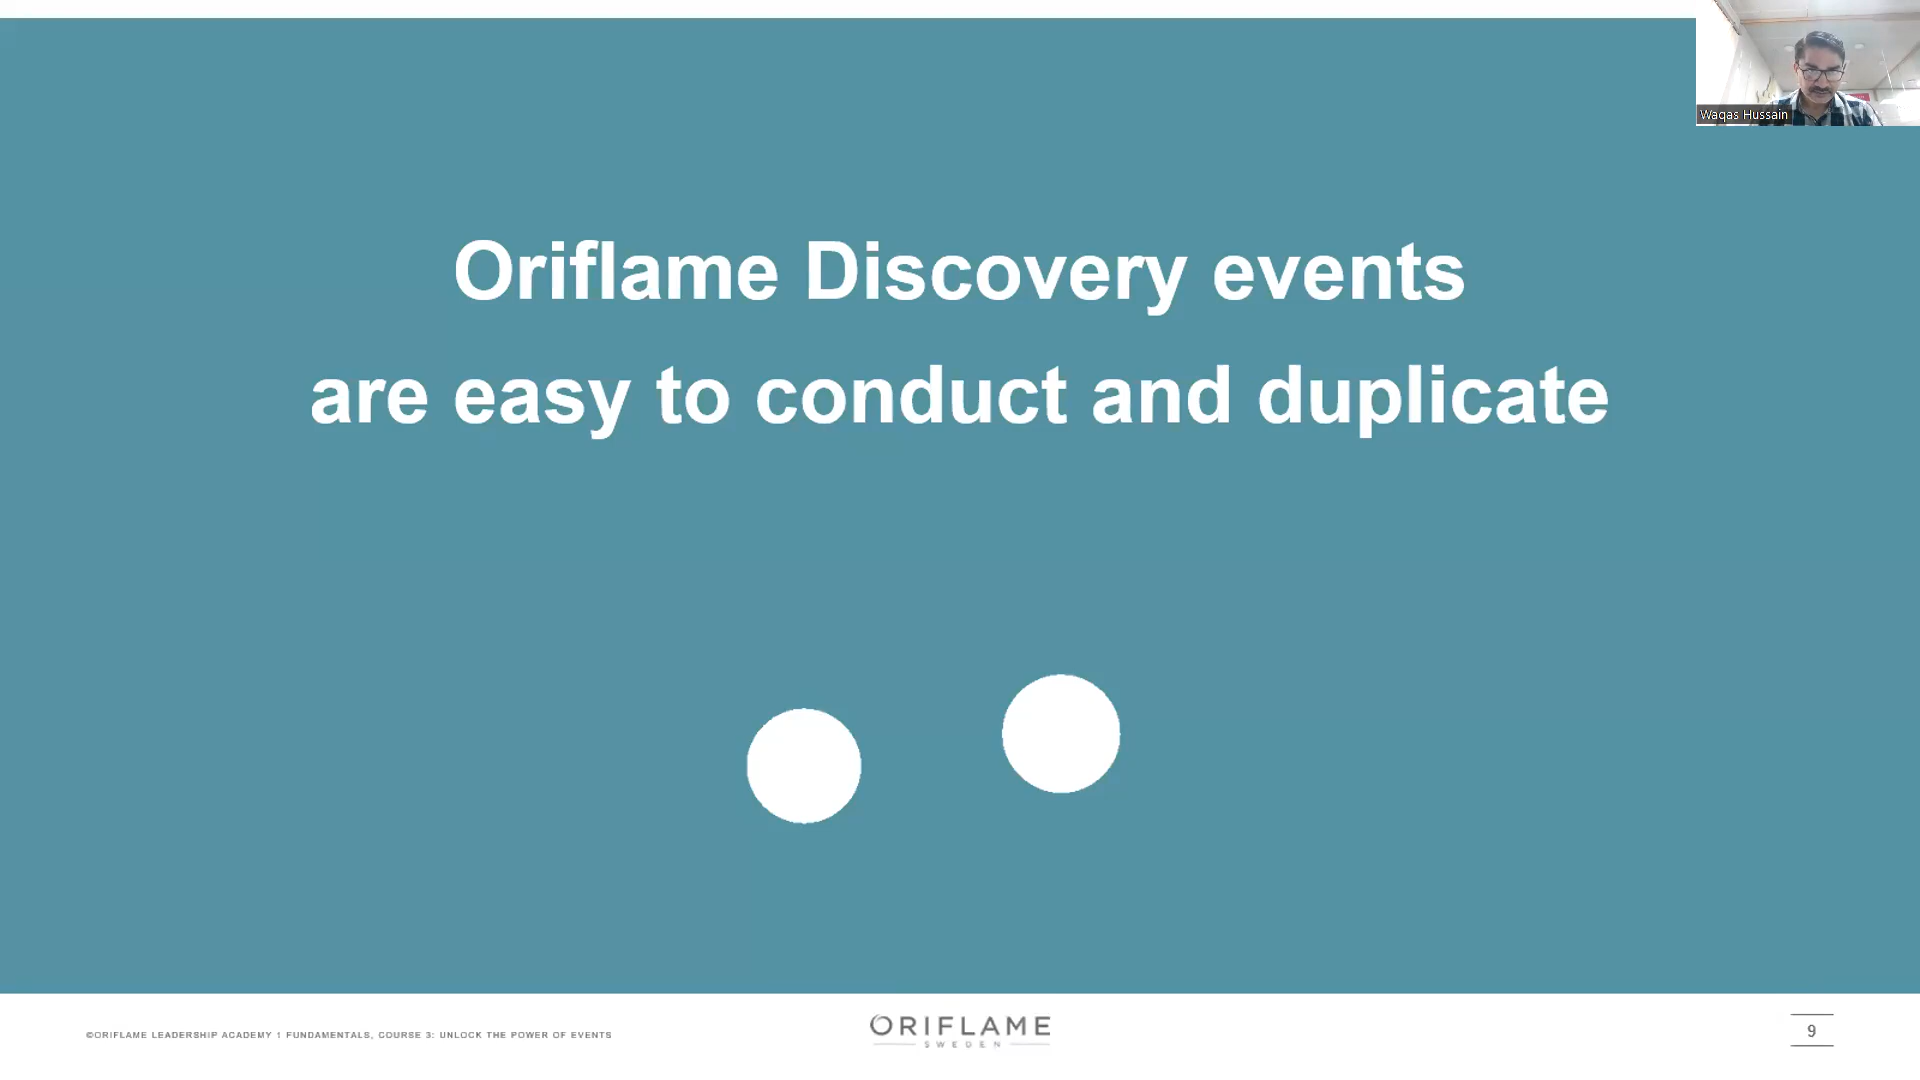 Waqas Hussain
Oriflame Discovery events
are easy to conduct and duplicate
©ORIFLAME LEADERSHIP ACADEMY 1 FUNDAMENTALS, COURSE 3: UNLOCK THE POWER OF EVENTS
ORIFLAME
SWEDEN
9